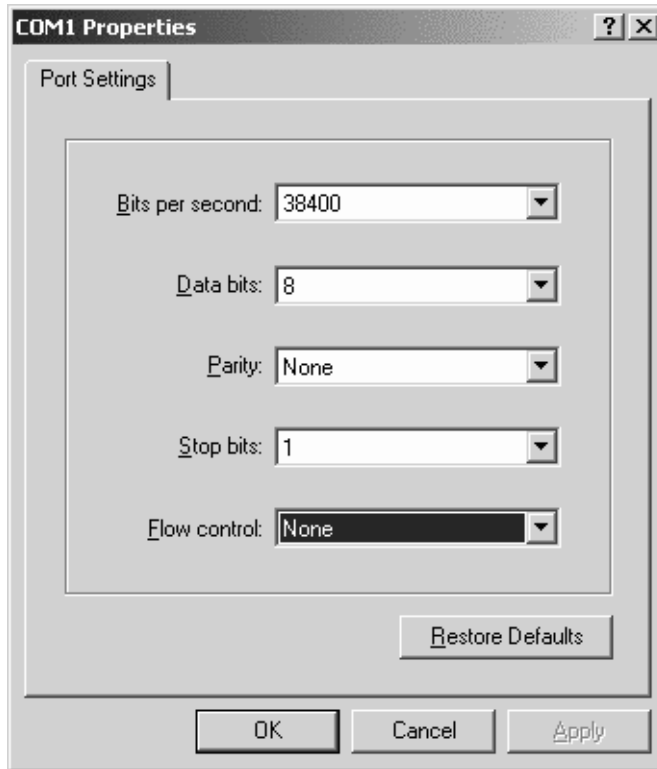 COM1 Properties
Port Settings
Bits per second: 38400
Data bits: 8
Parity: None
Stop bits: 1
Flow control: None
Restore Defaults
OK Cancel Apply